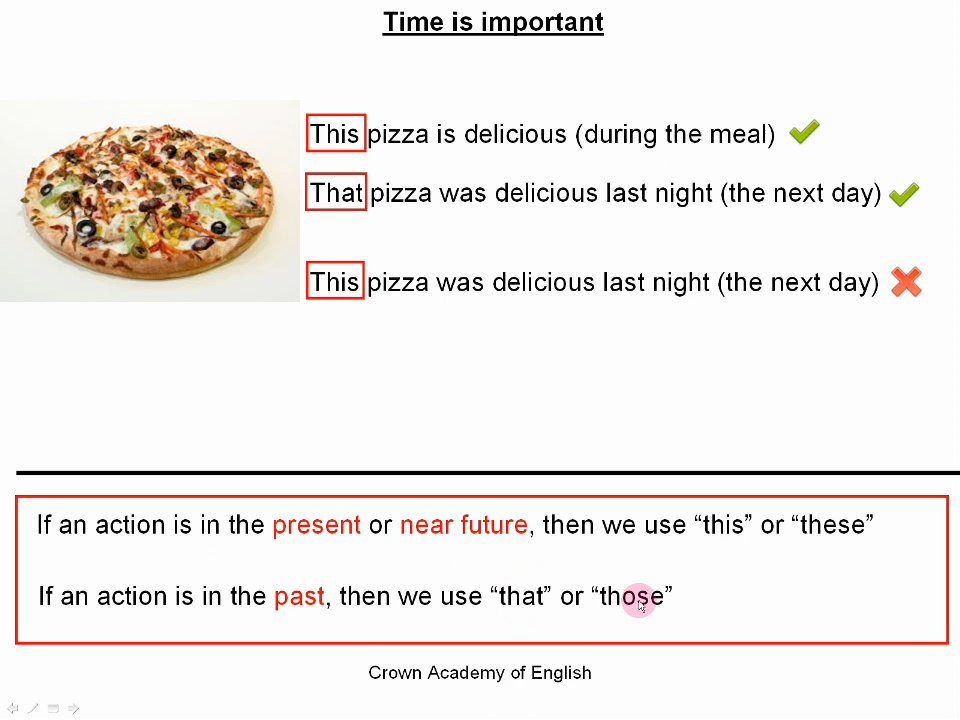 Time is important
This pizza is delicious (during the meal)
That pizza was delicious last night (the next day)
This pizza was delicious last night (the next day)
If an action is in the present or near future, then we use “this” or “these”
If an action is in the past, then we use “that” or “those”
Crown Academy of English